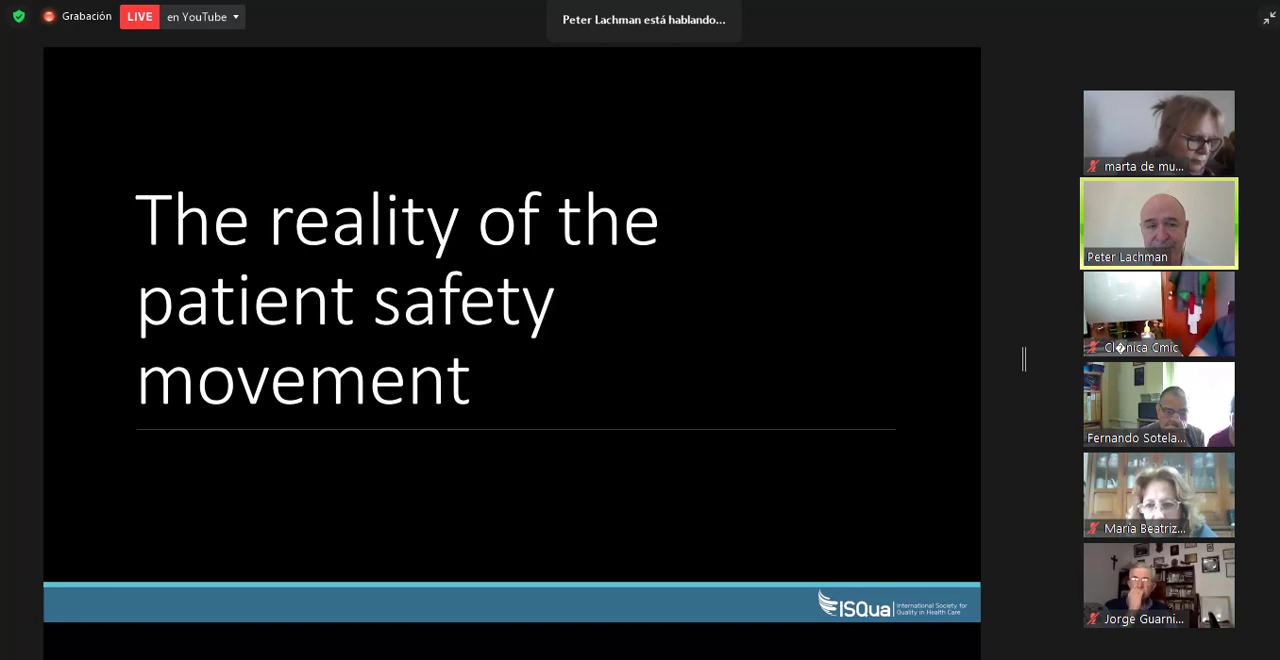 Grabación
LIVE en YouTube
Peter Lachman está hablando...
The reality of the
patient safety
movement
ISQua
International Society for
Quality in Health Care
marta de mu...
Peter Lachman
Cl�nica Cmic
Fernando Sotela...
María Beatriz...
Jorge Guarni...